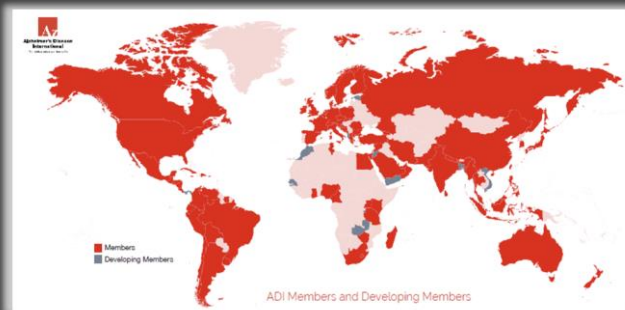 Alzheimer's Disease
International
Members
Developing Members
ADI Members and Developing Members